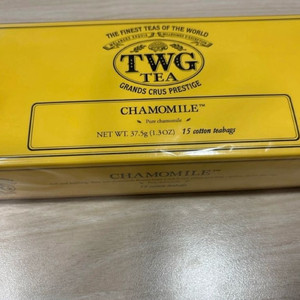 THE FINEST TEAS OF THE WORLD
TWG
TEA
GRANDS CRUS PRESTIGE
CHAMOMILE™
Pure chamomile
NET WT. 37.5g (1.3OZ) 15 cotton teabags
CHAMOMILE™